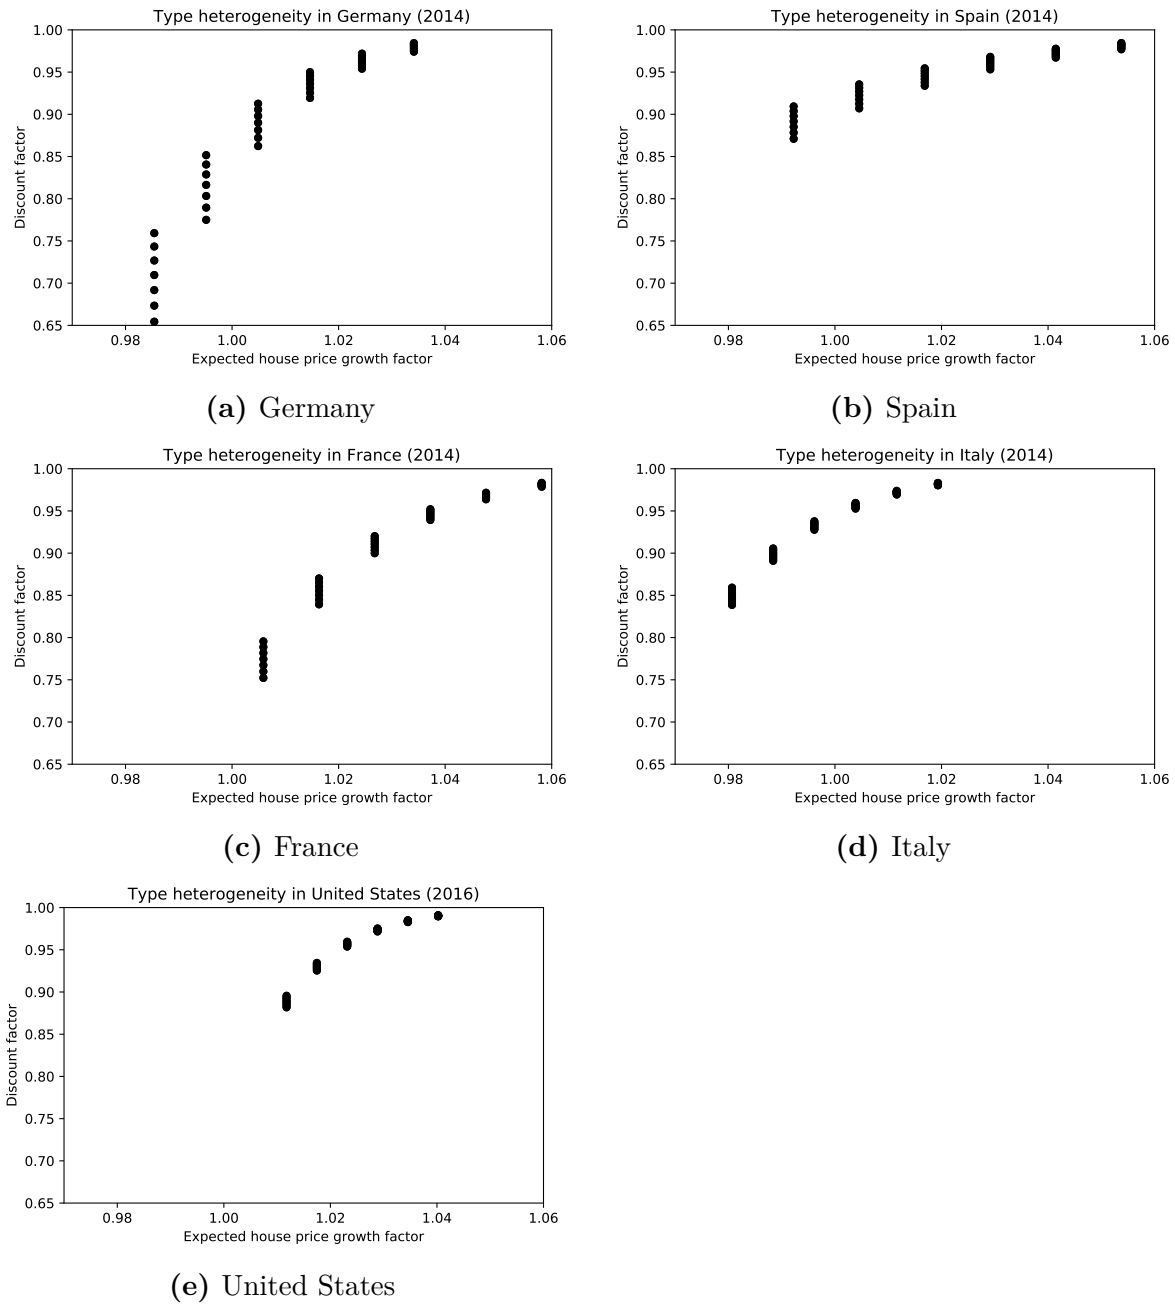 Type heterogeneity in Germany (2014)
1.00
0.95
0.90
0.85
0.80
0.75
0.70
0.65
Discount factor
0.98 1.00 1.02 1.04 1.06
Expected house price growth factor
(a) Germany
Type heterogeneity in Spain (2014)
1.00
0.95
0.90
0.85
0.80
0.75
0.70
0.65
Discount factor
0.98 1.00 1.02 1.04 1.06
Expected house price growth factor
(b) Spain
Type heterogeneity in France (2014)
1.00
0.95
0.90
0.85
0.80
0.75
0.70
0.65
Discount factor
0.98 1.00 1.02 1.04 1.06
Expected house price growth factor
(c) France
Type heterogeneity in Italy (2014)
1.00
0.95
0.90
0.85
0.80
0.75
0.70
0.65
Discount factor
0.98 1.00 1.02 1.04 1.06
Expected house price growth factor
(d) Italy
Type heterogeneity in United States (2016)
1.00
0.95
0.90
0.85
0.80
0.75
0.70
0.65
Discount factor
0.98 1.00 1.02 1.04 1.06
Expected house price growth factor
(e) United States